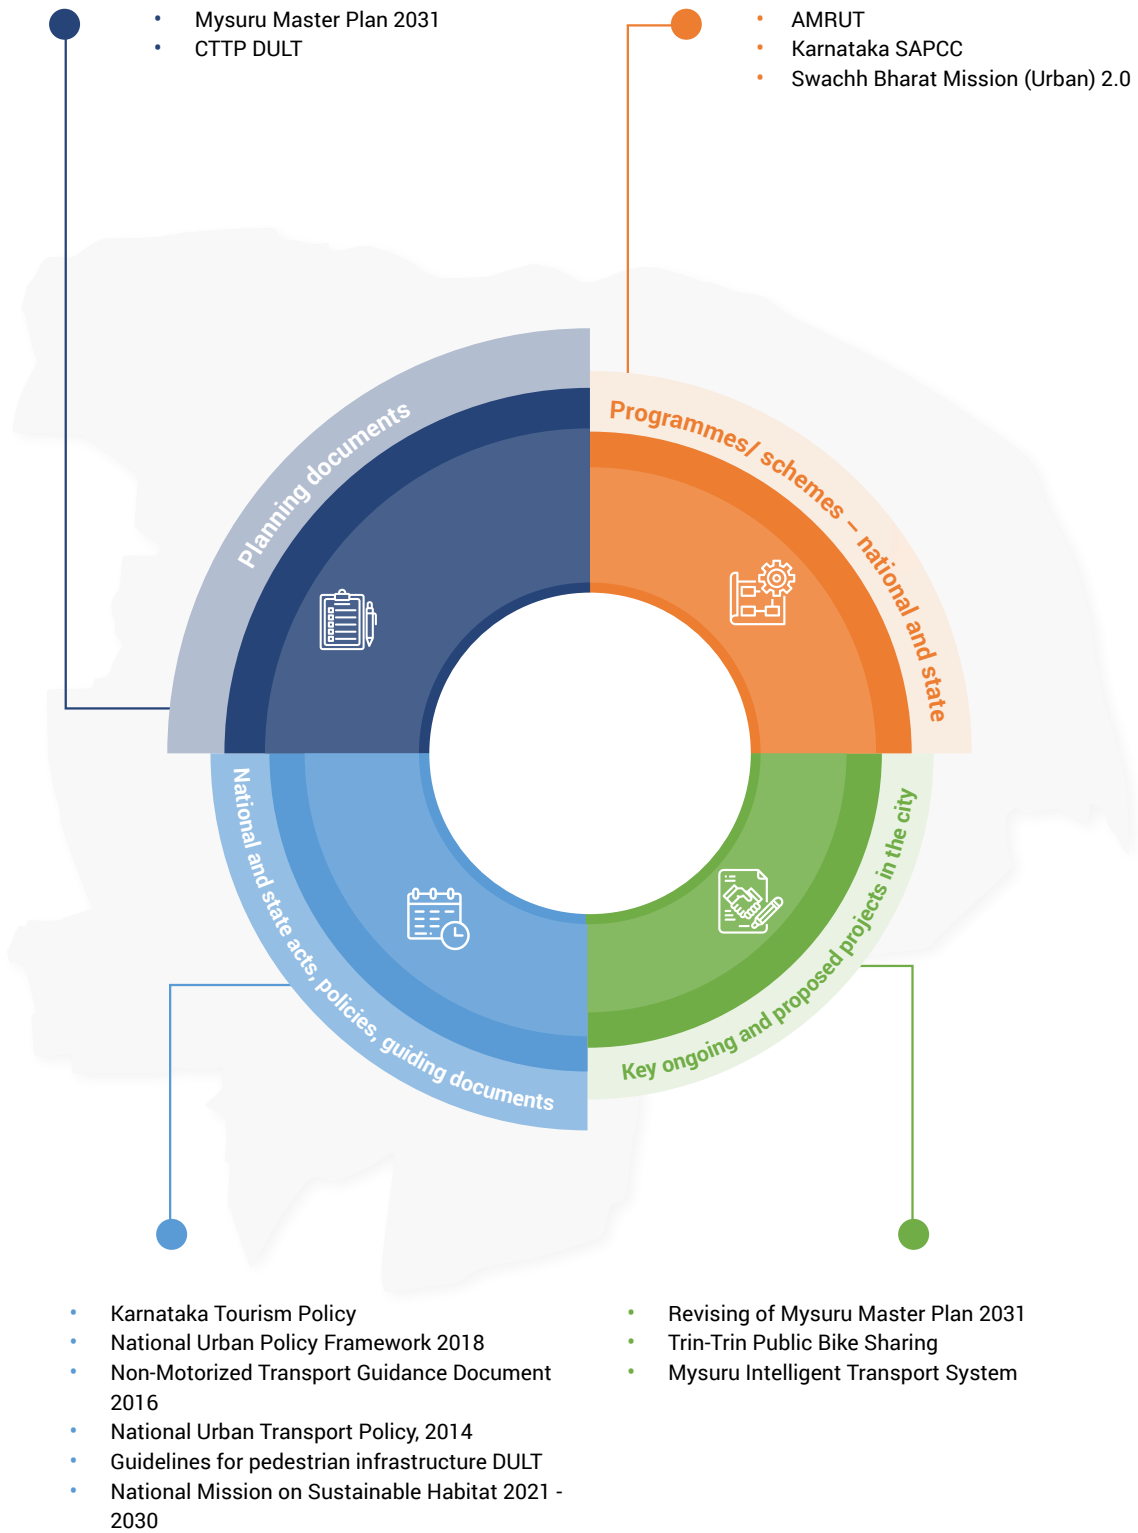 Mysuru Master Plan 2031
CTTP DULT
AMRUT
Karnataka SAPCC
Swachh Bharat Mission (Urban) 2.0
Planning documents
Programmes/ schemes – national and state
National and state acts, policies, guiding documents
Key ongoing and proposed projects in the city
Karnataka Tourism Policy
National Urban Policy Framework 2018
Non-Motorized Transport Guidance Document
2016
National Urban Transport Policy, 2014
Guidelines for pedestrian infrastructure DULT
National Mission on Sustainable Habitat 2021 -
2030
Revising of Mysuru Master Plan 2031
Trin-Trin Public Bike Sharing
Mysuru Intelligent Transport System